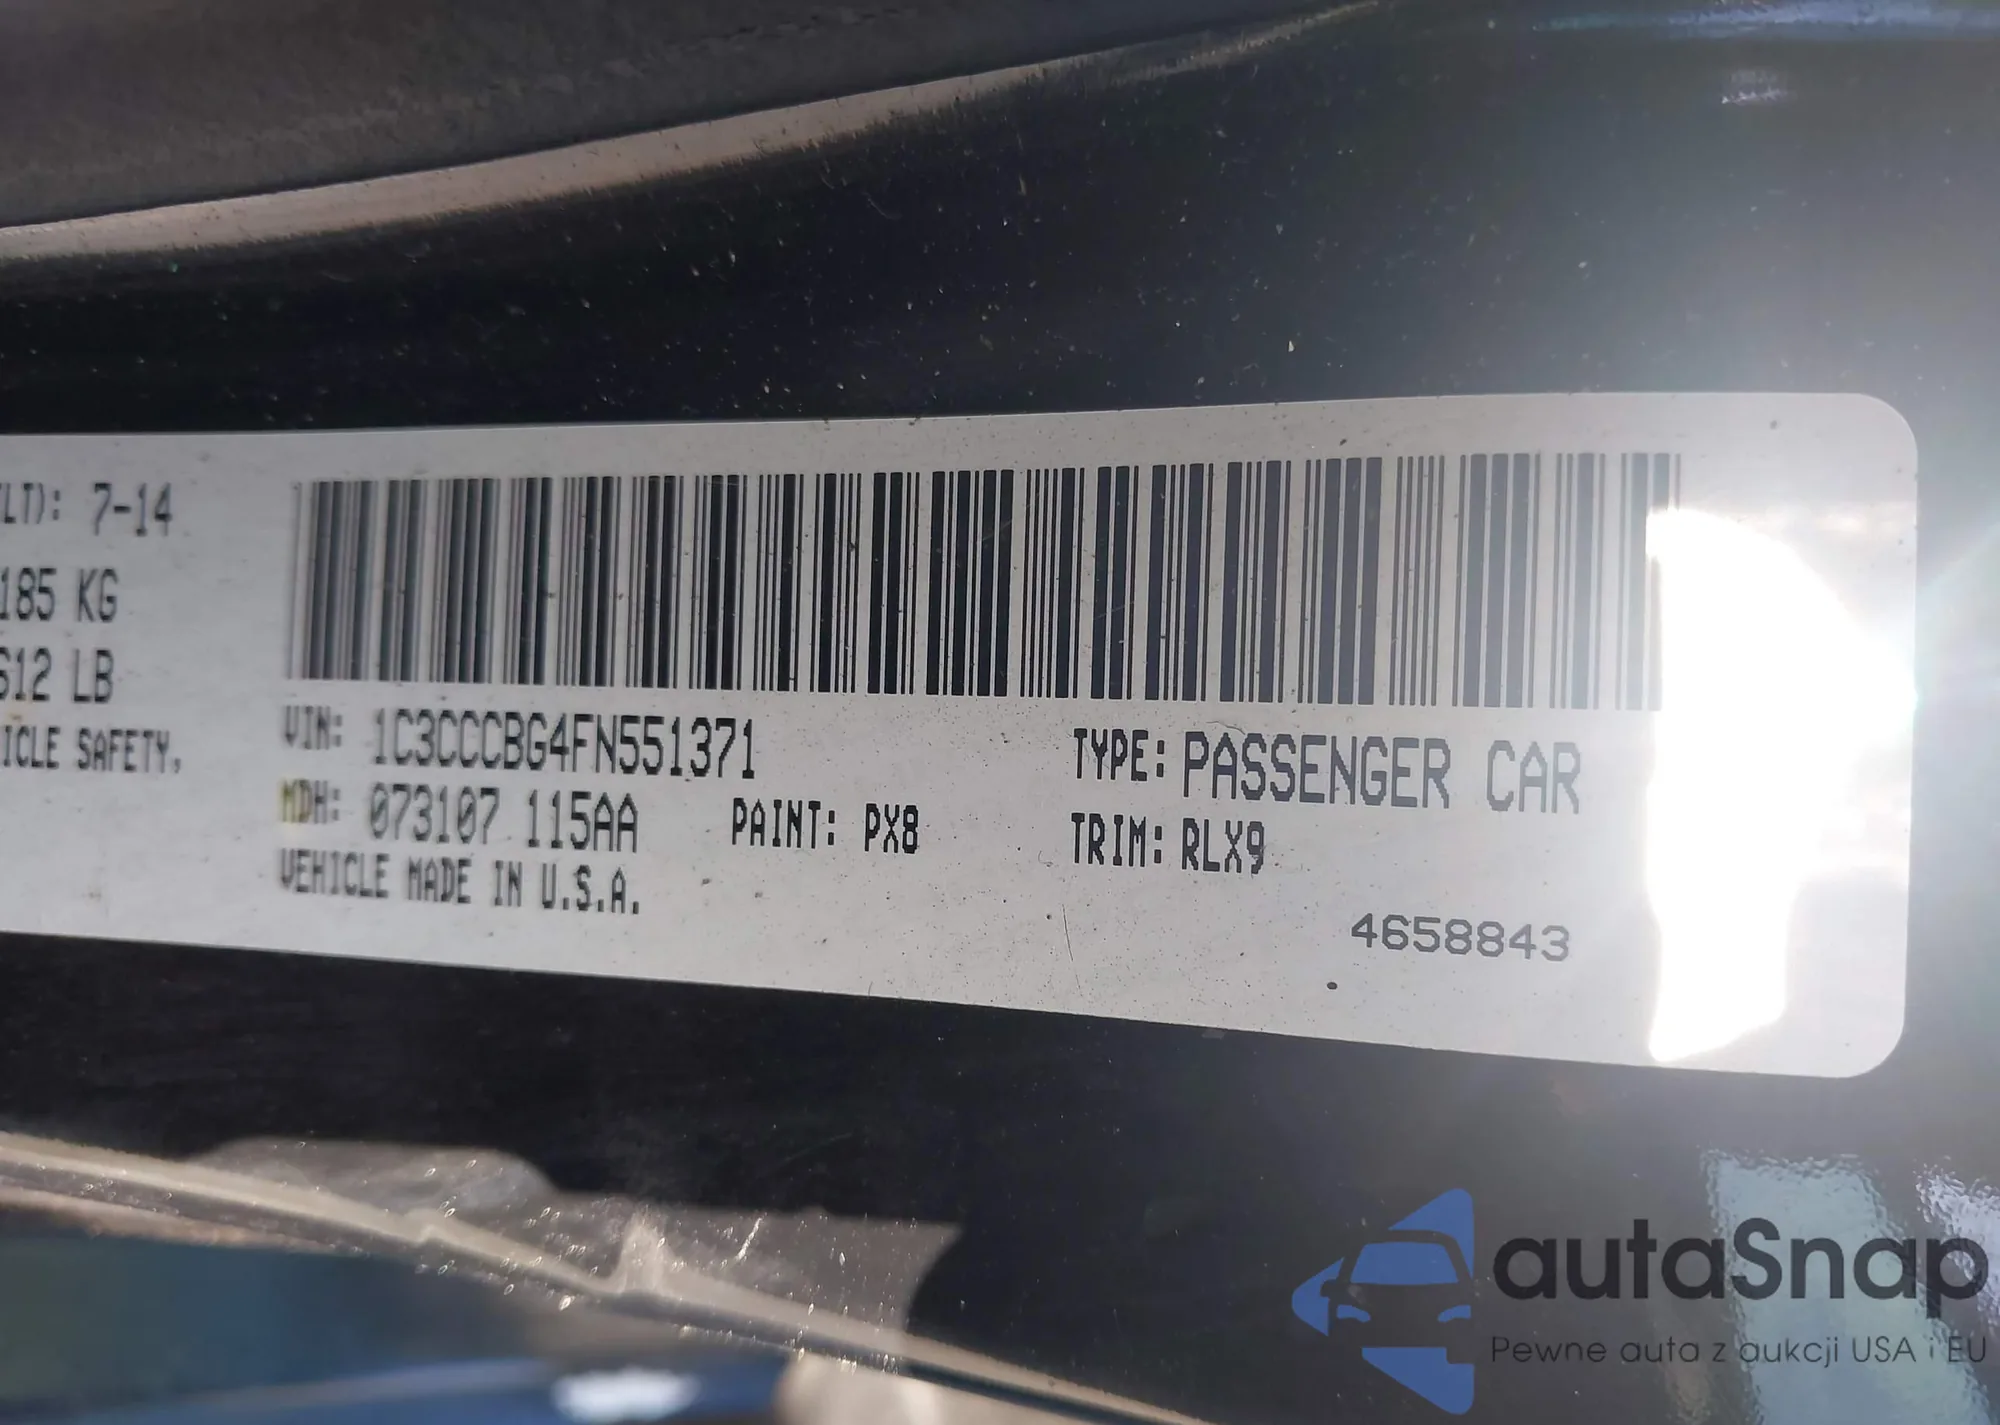 LT): 7-14
185 KG
612 LB
ICLE SAFETY,
VIN: 1C3CCCBG4FN551371
TYPE: PASSENGER CAR
MDH: 073107 115AA PAINT: PX8
TRIM: RLX9
VEHICLE MADE IN U.S.A.
4658843
autaSnap
Pewne auta z aukcji USA i EU